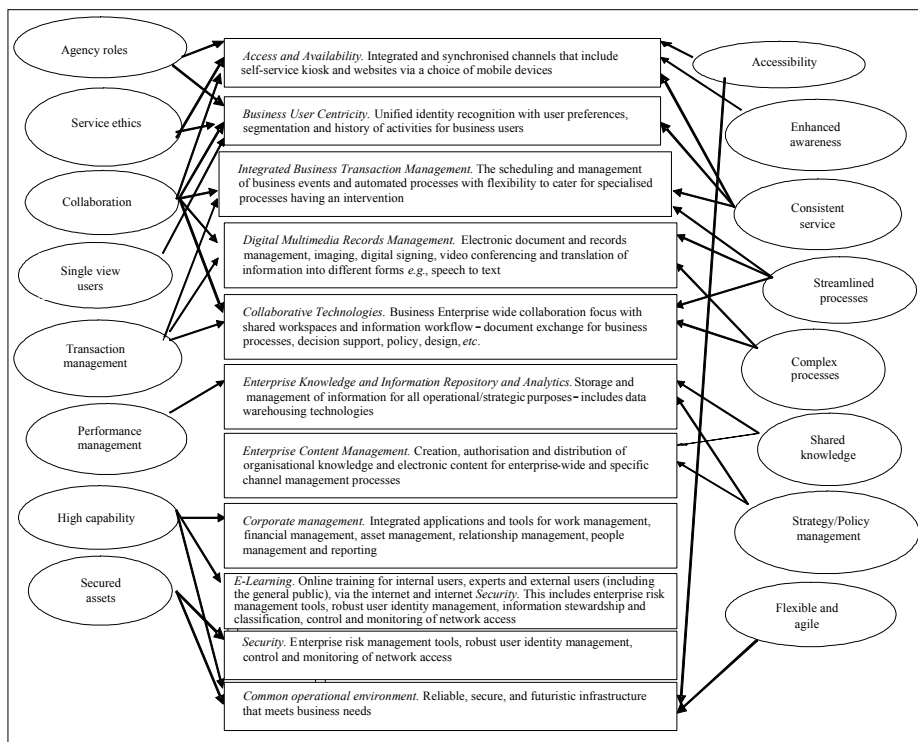 Agency roles
Service ethics
Collaboration
Single view
users
Transaction
management
Performance
management
High capability
Secured
assets
Access and Availability. Integrated and synchronised channels that include
self-service kiosk and websites via a choice of mobile devices
Business User Centricity. Unified identity recognition with user preferences,
segmentation and history of activities for business users
Integrated Business Transaction Management. The scheduling and management
of business events and automated processes with flexibility to cater for specialised
processes having an intervention
Digital Multimedia Records Management. Electronic document and records
management, imaging, digital signing, video conferencing and translation of
information into different forms e.g., speech to text
Collaborative Technologies. Business Enterprise wide collaboration focus with
shared workspaces and information workflow – document exchange for business
processes, decision support, policy, design, etc.
Enterprise Knowledge and Information Repository and Analytics. Storage and
management of information for all operational/strategic purposes – includes data
warehousing technologies
Enterprise Content Management. Creation, authorisation and distribution of
organisational knowledge and electronic content for enterprise-wide and specific
channel management processes
Corporate management. Integrated applications and tools for work management,
financial management, asset management, relationship management, people
management and reporting
E-Learning. Online training for internal users, experts and external users (including
the general public), via the internet and internet Security. This includes enterprise risk
management tools, robust user identity management, information stewardship and
classification, control and monitoring of network access
Security. Enterprise risk management tools, robust user identity management,
control and monitoring of network access
Common operational environment. Reliable, secure, and futuristic infrastructure
that meets business needs
Accessibility
Enhanced
awareness
Consistent
service
Streamlined
processes
Complex
processes
Shared
knowledge
Strategy/Policy
management
Flexible and
agile